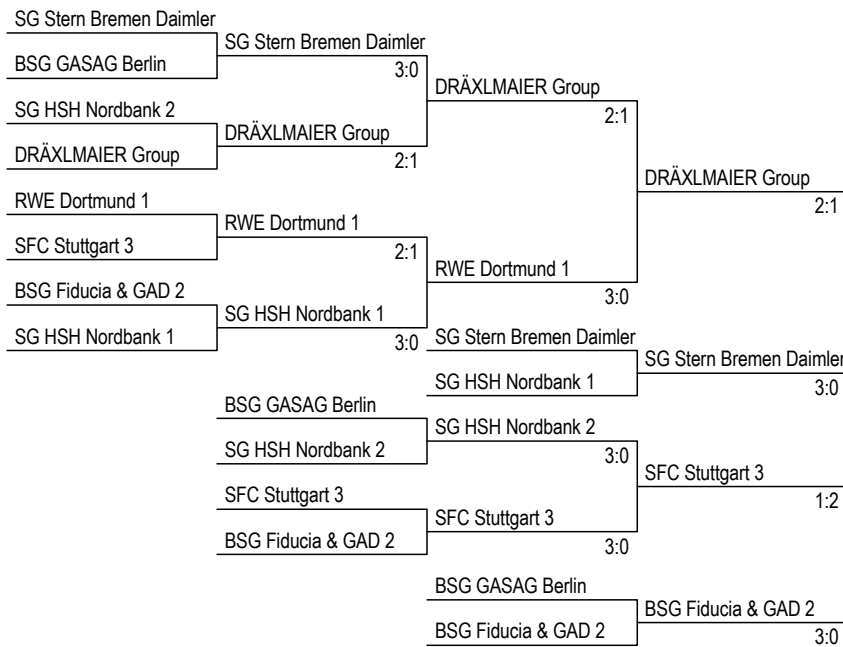 SG Stern Bremen Daimler
SG Stern Bremen Daimler
BSG GASAG Berlin
3:0
DRÄXLMAIER Group
SG HSH Nordbank 2
2:1
DRÄXLMAIER Group
DRÄXLMAIER Group
2:1
DRÄXLMAIER Group
2:1
RWE Dortmund 1
RWE Dortmund 1
SFC Stuttgart 3
2:1
RWE Dortmund 1
BSG Fiducia & GAD 2
3:0
SG HSH Nordbank 1
SG HSH Nordbank 1
3:0
SG Stern Bremen Daimler
SG Stern Bremen Daimler
SG HSH Nordbank 1
3:0
BSG GASAG Berlin
SG HSH Nordbank 2
SG HSH Nordbank 2
3:0
SFC Stuttgart 3
SFC Stuttgart 3
1:2
SFC Stuttgart 3
BSG Fiducia & GAD 2
3:0
BSG GASAG Berlin
BSG Fiducia & GAD 2
BSG Fiducia & GAD 2
3:0